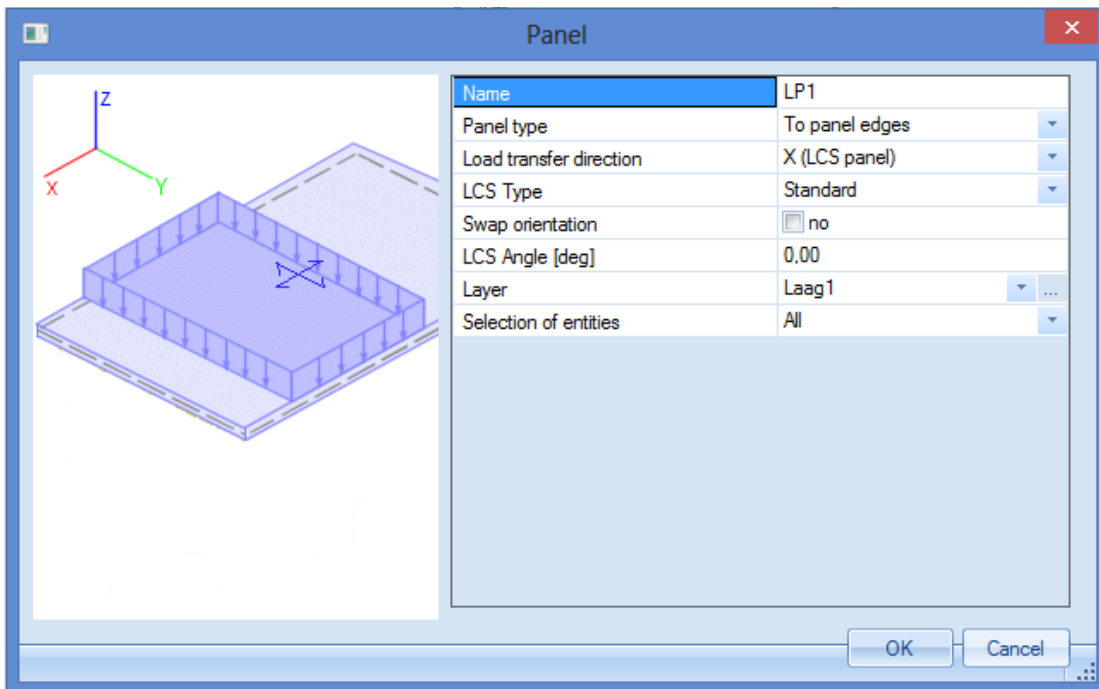 Panel
Z
X
Y
Name LP1
Panel type To panel edges
Load transfer direction X (LCS panel)
LCS Type Standard
Swap orientation no
LCS Angle [deg] 0,00
Layer Laag1 ...
Selection of entities All
OK Cancel